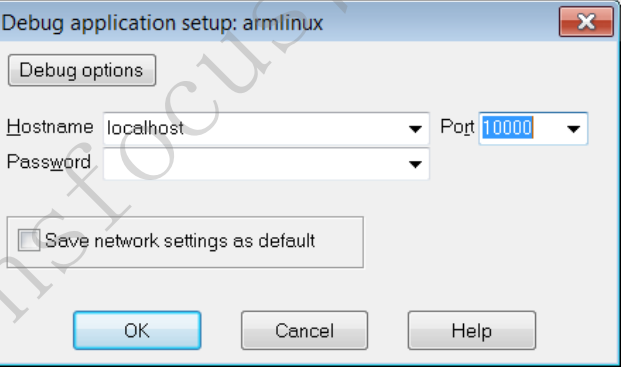 Debug application setup: armlinux
Debug options
Hostname localhost Port 10000
Password
Save network settings as default
OK Cancel Help
nsfocus